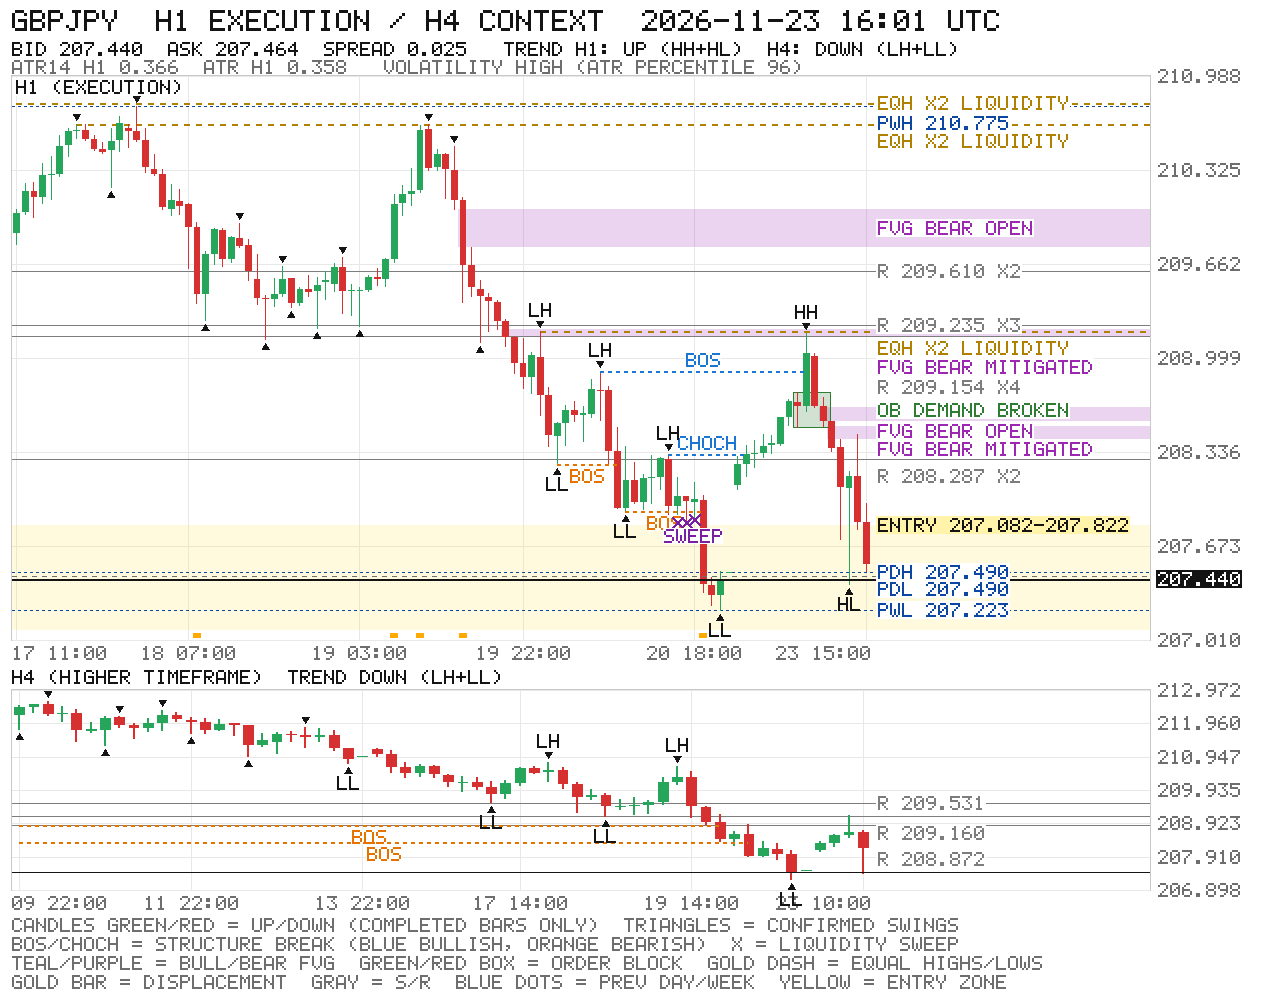 GBPJPY  H1 EXECUTION / H4 CONTEXT  2026-11-23 16:01 UTC
BID 207.440  ASK 207.464  SPREAD 0.025  TREND H1: UP (HH+HL)  H4: DOWN (LH+LL)
ATR14 H1 0.366  ATR H1 0.358  VOLATILITY HIGH (ATR PERCENTILE 96)
H1 (EXECUTION)
210.988
EQH X2 LIQUIDITY
PWH 210.775
EQH X2 LIQUIDITY
210.325
FVG BEAR OPEN
209.662
R 209.610 X2
LH
HH
R 209.235 X3
LH
EQH X2 LIQUIDITY
208.999
BOS
FVG BEAR MITIGATED
R 209.154 X4
OB DEMAND BROKEN
LH
CHOCH
FVG BEAR OPEN
FVG BEAR MITIGATED
208.336
LL
BOS
R 208.287 X2
LL
BOS
SWEEP
ENTRY 207.082-207.822
207.673
PDH 207.490
207.440
PDL 207.490
HL
PWL 207.223
LL
207.010
17 11:00
18 07:00
19 03:00
19 22:00
20 18:00
23 15:00
H4 (HIGHER TIMEFRAME)  TREND DOWN (LH+LL)
212.972
211.960
210.947
209.935
208.923
207.910
206.898
LH
LH
LL
LL
LL
R 209.531
R 209.160
R 208.872
BOS
BOS
LL
09 22:00
11 22:00
13 22:00
17 14:00
19 14:00
10:00
CANDLES GREEN/RED = UP/DOWN (COMPLETED BARS ONLY)  TRIANGLES = CONFIRMED SWINGS
BOS/CHOCH = STRUCTURE BREAK (BLUE BULLISH, ORANGE BEARISH)  X = LIQUIDITY SWEEP
TEAL/PURPLE = BULL/BEAR FVG  GREEN/RED BOX = ORDER BLOCK  GOLD DASH = EQUAL HIGHS/LOWS
GOLD BAR = DISPLACEMENT  GRAY = S/R  BLUE DOTS = PREV DAY/WEEK  YELLOW = ENTRY ZONE